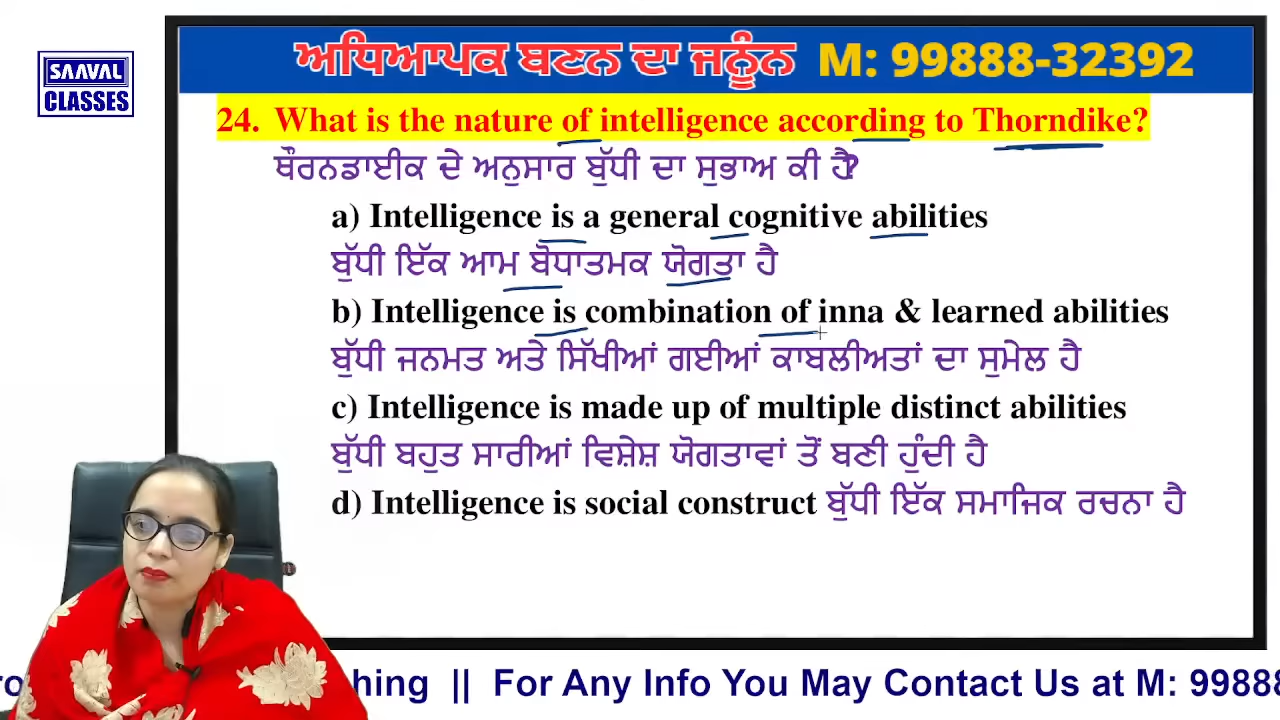 SAAVAL
CLASSES
ਅਧਿਆਪਕ ਬਣਨ ਦਾ ਜਨੂੰਨ M: 99888-32392
24. What is the nature of intelligence according to Thorndike?
ਥੌਰਨਡਾਈਕ ਦੇ ਅਨੁਸਾਰ ਬੁੱਧੀ ਦਾ ਸੁਭਾਅ ਕੀ ਹੈ?
a) Intelligence is a general cognitive abilities
ਬੁੱਧੀ ਇੱਕ ਆਮ ਬੋਧਾਤਮਕ ਯੋਗਤਾ ਹੈ
b) Intelligence is combination of inna & learned abilities
ਬੁੱਧੀ ਜਨਮਤ ਅਤੇ ਸਿੱਖੀਆਂ ਗਈਆਂ ਕਾਬਲੀਅਤਾਂ ਦਾ ਸੁਮੇਲ ਹੈ
c) Intelligence is made up of multiple distinct abilities
ਬੁੱਧੀ ਬਹੁਤ ਸਾਰੀਆਂ ਵਿਸ਼ੇਸ਼ ਯੋਗਤਾਵਾਂ ਤੋਂ ਬਣੀ ਹੁੰਦੀ ਹੈ
d) Intelligence is social construct ਬੁੱਧੀ ਇੱਕ ਸਮਾਜਿਕ ਰਚਨਾ ਹੈ
hing || For Any Info You May Contact Us at M: 99888